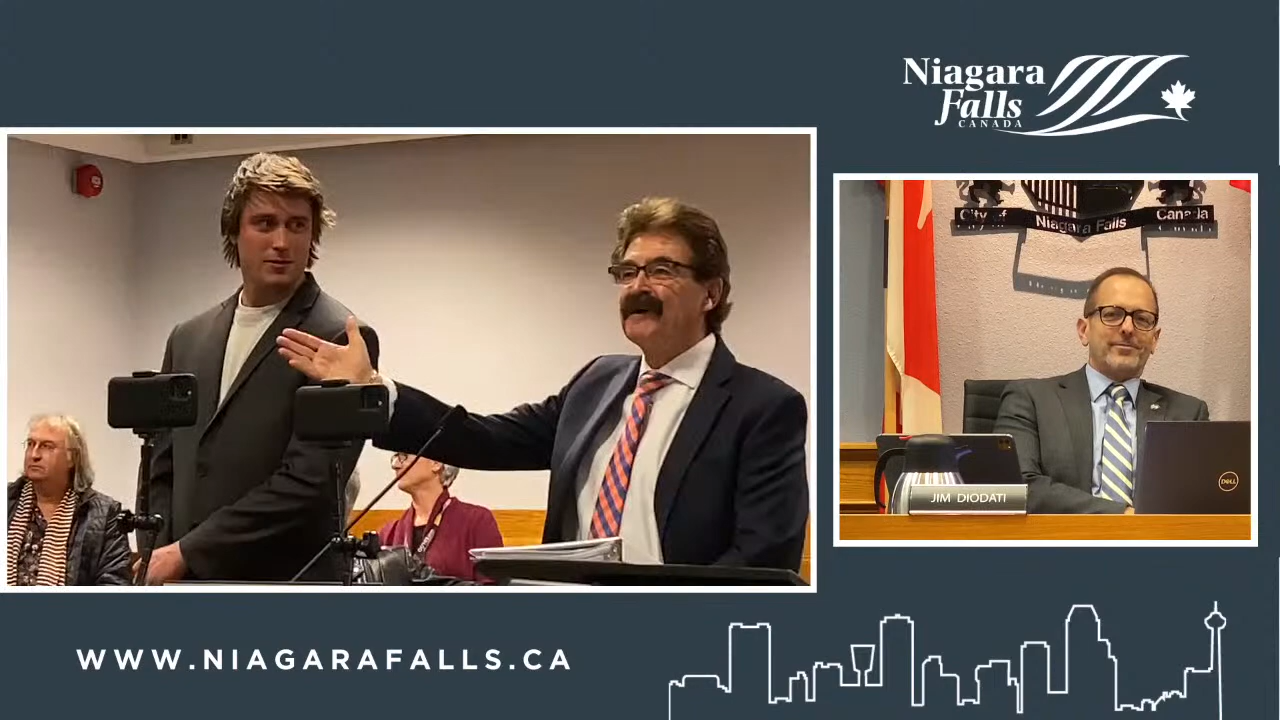 Niagara
Falls
CANADA
City of Niagara Falls Canada
JIM DIODATI
DELL
WWW.NIAGARAFALLS.CA